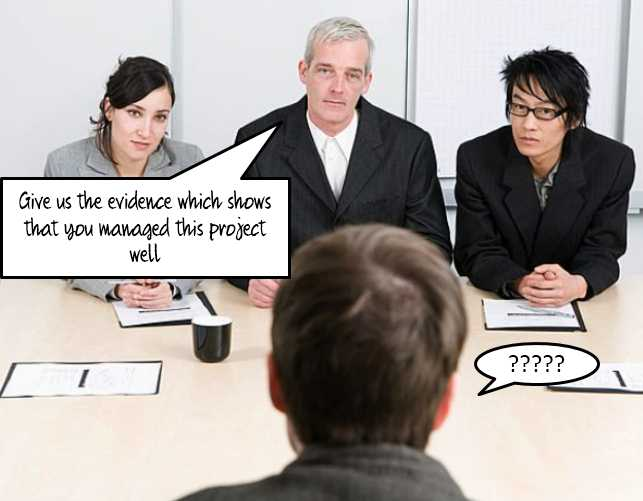 Give us the evidence which shows
that you managed this project
well
?????